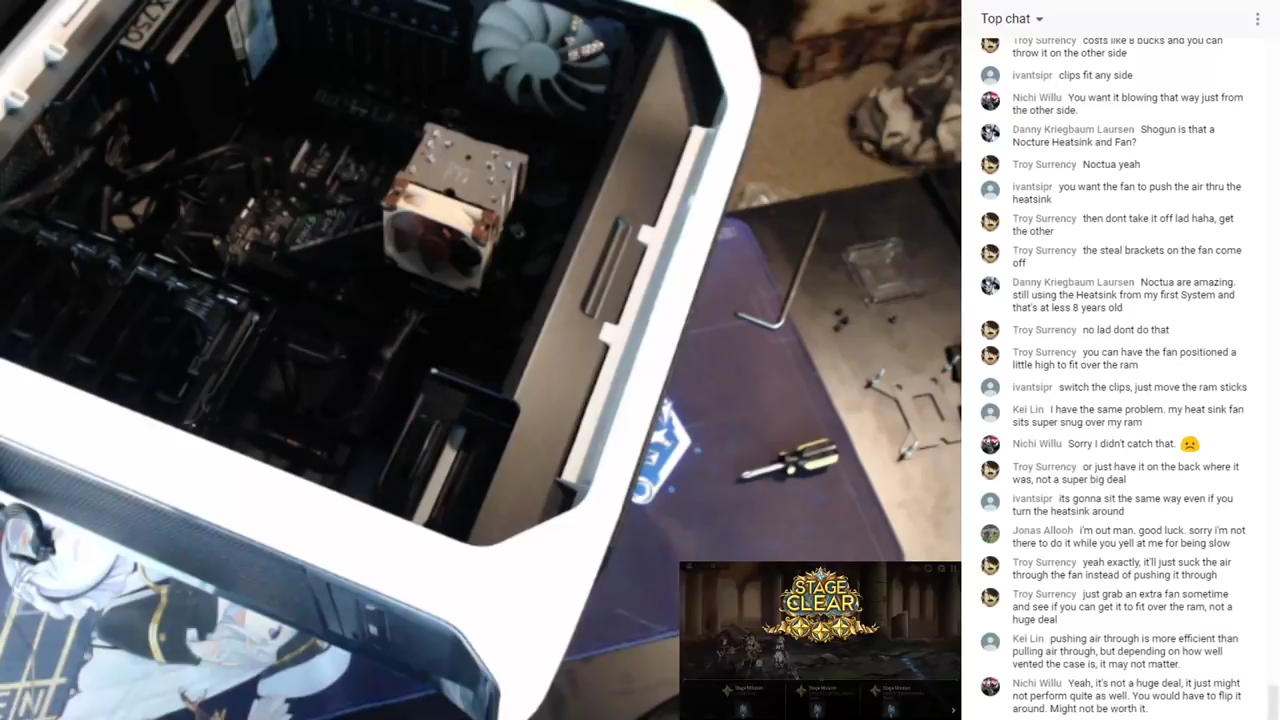 Top chat
Troy Surrency costs like 8 bucks and you can
throw it on the other side
ivantsipr clips fit any side
Nichi Willu You want it blowing that way just from
the other side.
Danny Kriegbaum Laursen Shogun is that a
Nocture Heatsink and Fan?
Troy Surrency Noctua yeah
ivantsipr you want the fan to push the air thru the
heatsink
Troy Surrency then dont take it off lad haha, get
the other
Troy Surrency the steal brackets on the fan come
off
Danny Kriegbaum Laursen Noctua are amazing.
still using the Heatsink from my first System and
that's at less 8 years old
Troy Surrency no lad dont do that
Troy Surrency you can have the fan positioned a
little high to fit over the ram
ivantsipr switch the clips, just move the ram sticks
Kei Lin I have the same problem. my heat sink fan
sits super snug over my ram
Nichi Willu Sorry I didn't catch that.
Troy Surrency or just have it on the back where it
was, not a super big deal
ivantsipr its gonna sit the same way even if you
turn the heatsink around
Jonas Allooh i'm out man. good luck. sorry i'm not
there to do it while you yell at me for being slow
Troy Surrency yeah exactly, it'll just suck the air
through the fan instead of pushing it through
Troy Surrency just grab an extra fan sometime
and see if you can get it to fit over the ram, not a
huge deal
Kei Lin pushing air through is more efficient than
pulling air through, but depending on how well
vented the case is, it may not matter.
Nichi Willu Yeah, it's not a huge deal, it just might
not perform quite as well. You would have to flip it
around. Might not be worth it.
STAGE
CLEAR
Stage Mission
Stage Mission
Stage Mission